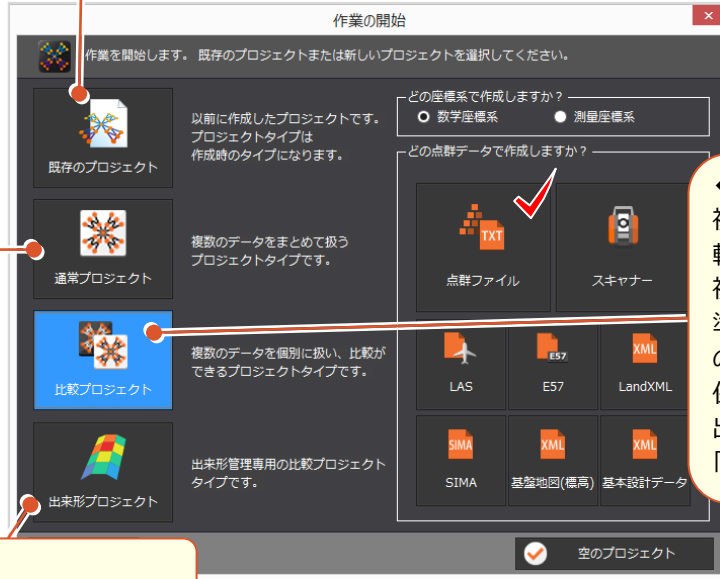 作業の開始
作業を開始します。 既存のプロジェクトまたは新しいプロジェクトを選択してください。
既存のプロジェクト
以前に作成したプロジェクトです。
プロジェクトタイプは
作成時のタイプになります。
通常プロジェクト
複数のデータをまとめて扱う
プロジェクトタイプです。
比較プロジェクト
複数のデータを個別に扱い、比較が
できるプロジェクトタイプです。
出来形プロジェクト
出来形管理専用の比較プロジェクト
タイプです。
どの座標系で作成しますか？
数学座標系
測量座標系
どの点群データで作成しますか？
TXT
点群ファイル
スキャナー
LAS
E57
E57
XML
LandXML
SIMA
SIMA
XML
基盤地図(標高)
XML
基本設計データ
空のプロジェクト
の
「